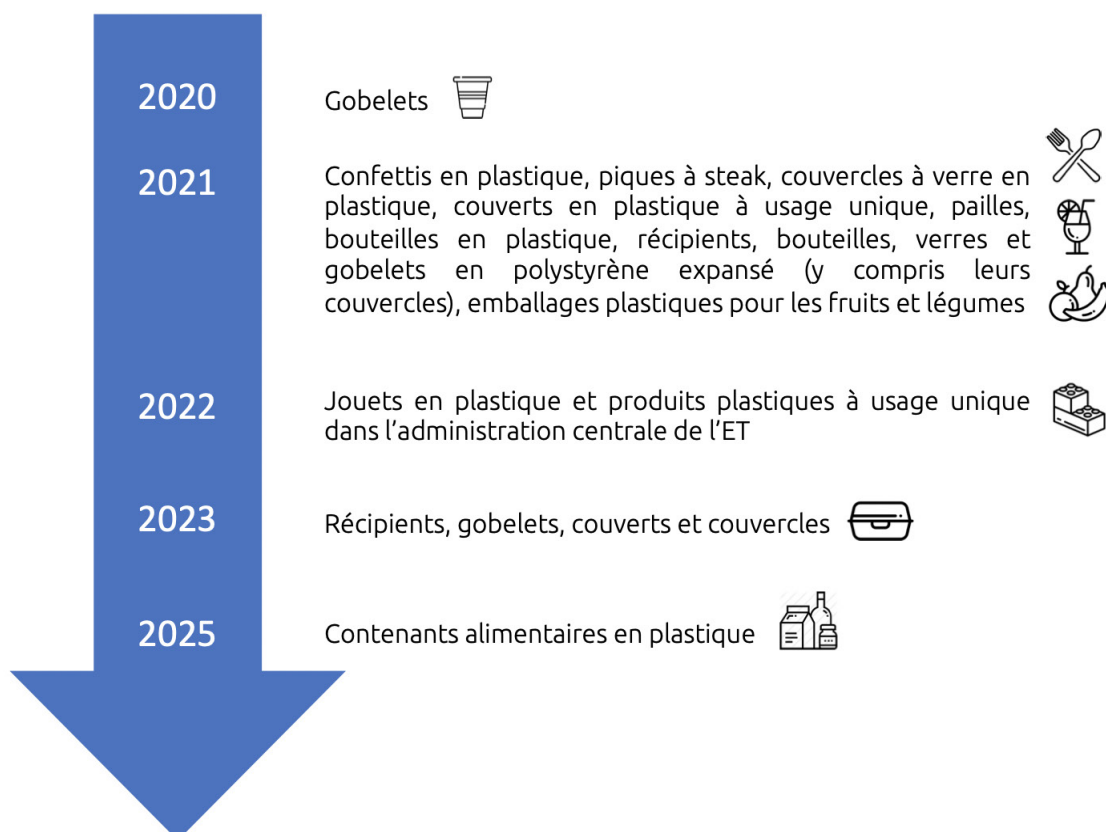 2020
Gobelets
2021
Confettis en plastique, piques à steak, couvercles à verre en
plastique, couverts en plastique à usage unique, pailles,
bouteilles en plastique, récipients, bouteilles, verres et
gobelets en polystyrène expansé (y compris leurs
couvercles), emballages plastiques pour les fruits et légumes
2022
Jouets en plastique et produits plastiques à usage unique
dans l’administration centrale de l’ET
2023
Récipients, gobelets, couverts et couvercles
2025
Contenants alimentaires en plastique